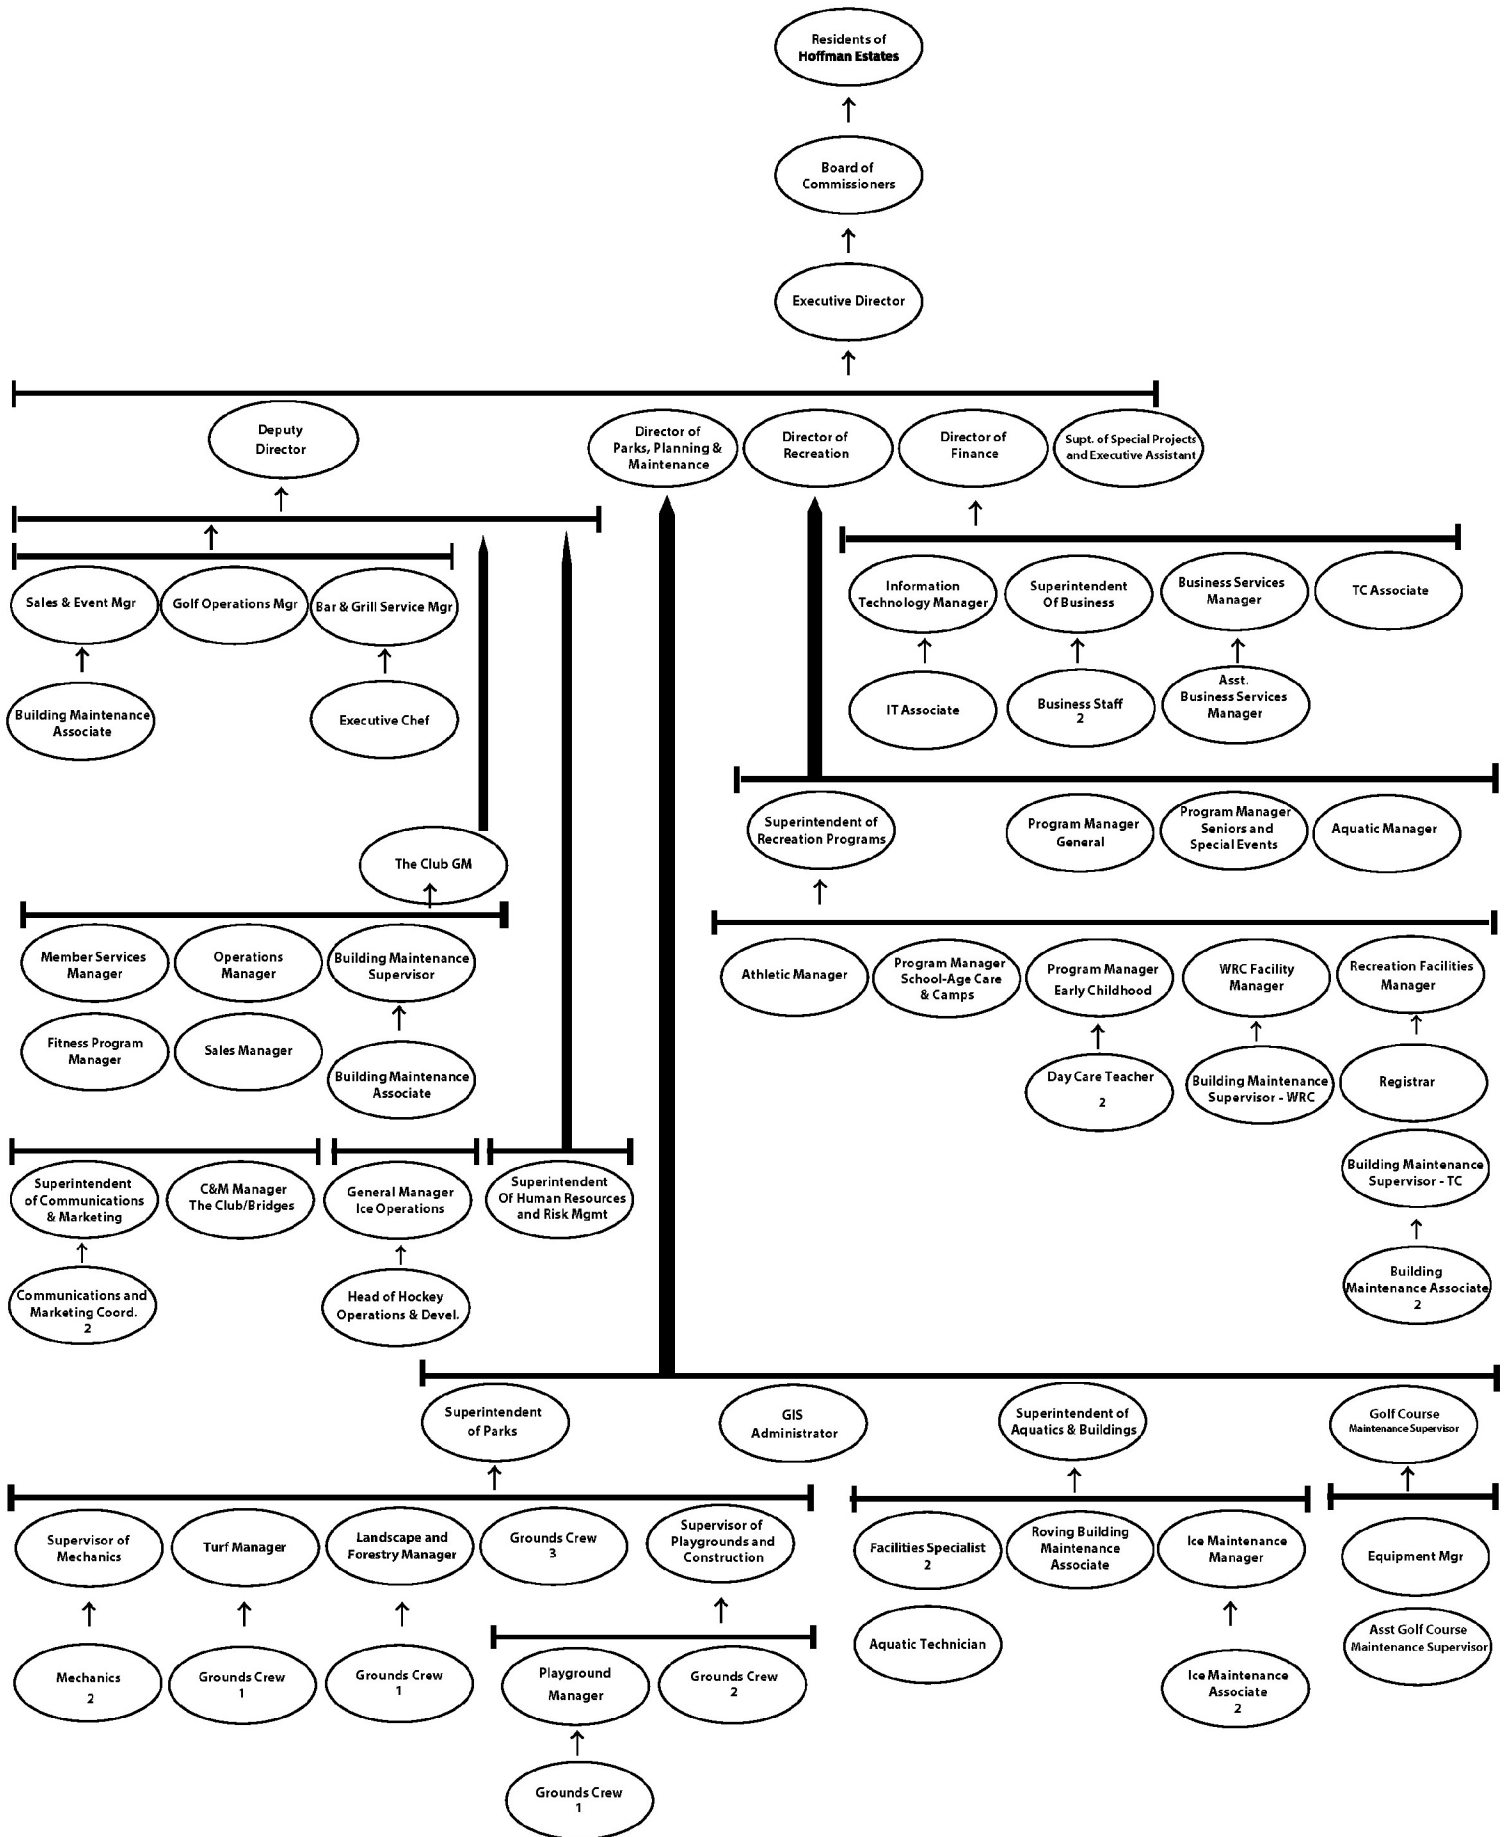 Residents of
Hoffman Estates
Board of
Commissioners
Executive Director
Deputy
Director
Director of
Parks, Planning &
Maintenance
Director of
Recreation
Director of
Finance
Supt. of Special Projects
and Executive Assistant
Sales & Event Mgr
Golf Operations Mgr
Bar & Grill Service Mgr
Building Maintenance
Associate
Executive Chef
Information
Technology Manager
Superintendent
Of Business
Business Services
Manager
TC Associate
IT Associate
Business Staff
2
Asst.
Business Services
Manager
The Club GM
Superintendent of
Recreation Programs
Program Manager
General
Program Manager
Seniors and
Special Events
Aquatic Manager
Member Services
Manager
Operations
Manager
Building Maintenance
Supervisor
Fitness Program
Manager
Sales Manager
Building Maintenance
Associate
Athletic Manager
Program Manager
School-Age Care
& Camps
Program Manager
Early Childhood
WRC Facility
Manager
Recreation Facilities
Manager
Day Care Teacher
2
Building Maintenance
Supervisor - WRC
Registrar
Building Maintenance
Supervisor - TC
Building
Maintenance Associate
2
Superintendent
of Communications
& Marketing
C&M Manager
The Club/Bridges
General Manager
Ice Operations
Superintendent
Of Human Resources
and Risk Mgmt
Communications and
Marketing Coord.
2
Head of Hockey
Operations & Devel.
Superintendent
of Parks
GIS
Administrator
Superintendent of
Aquatics & Buildings
Golf Course
Maintenance Supervisor
Supervisor of
Mechanics
Turf Manager
Landscape and
Forestry Manager
Grounds Crew
3
Supervisor of
Playgrounds and
Construction
Facilities Specialist
2
Roving Building
Maintenance
Associate
Ice Maintenance
Manager
Equipment Mgr
Mechanics
2
Grounds Crew
1
Grounds Crew
1
Playground
Manager
Grounds Crew
2
Aquatic Technician
Ice Maintenance
Associate
2
Asst Golf Course
Maintenance Supervisor
Grounds Crew
1